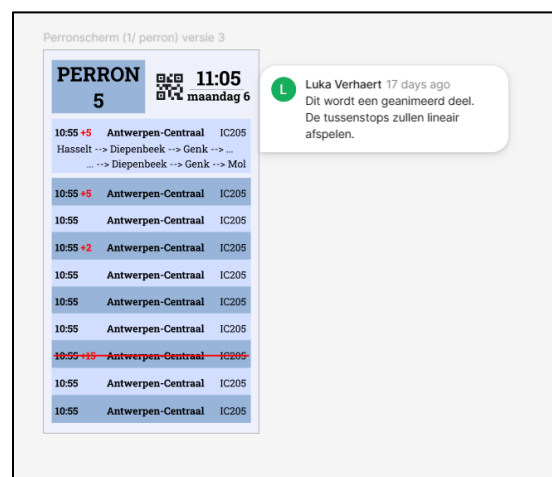 Perronscherm (1/ perron) versie 3
PERRON
5
11:05
maandag 6
Luka Verhaert 17 days ago
Dit wordt een geanimeerd deel.
De tussenstops zullen lineair
afspelen.
10:55 +5 Antwerpen-Centraal IC205
Hasselt --> Diepenbeek --> Genk --> ...
... --> Diepenbeek --> Genk --> Mol
10:55 +5 Antwerpen-Centraal IC205
10:55 Antwerpen-Centraal IC205
10:55 +2 Antwerpen-Centraal IC205
10:55 Antwerpen-Centraal IC205
10:55 Antwerpen-Centraal IC205
10:55 Antwerpen-Centraal IC205
10:55 +15 Antwerpen-Centraal IC205
10:55 Antwerpen-Centraal IC205
10:55 Antwerpen-Centraal IC205
L